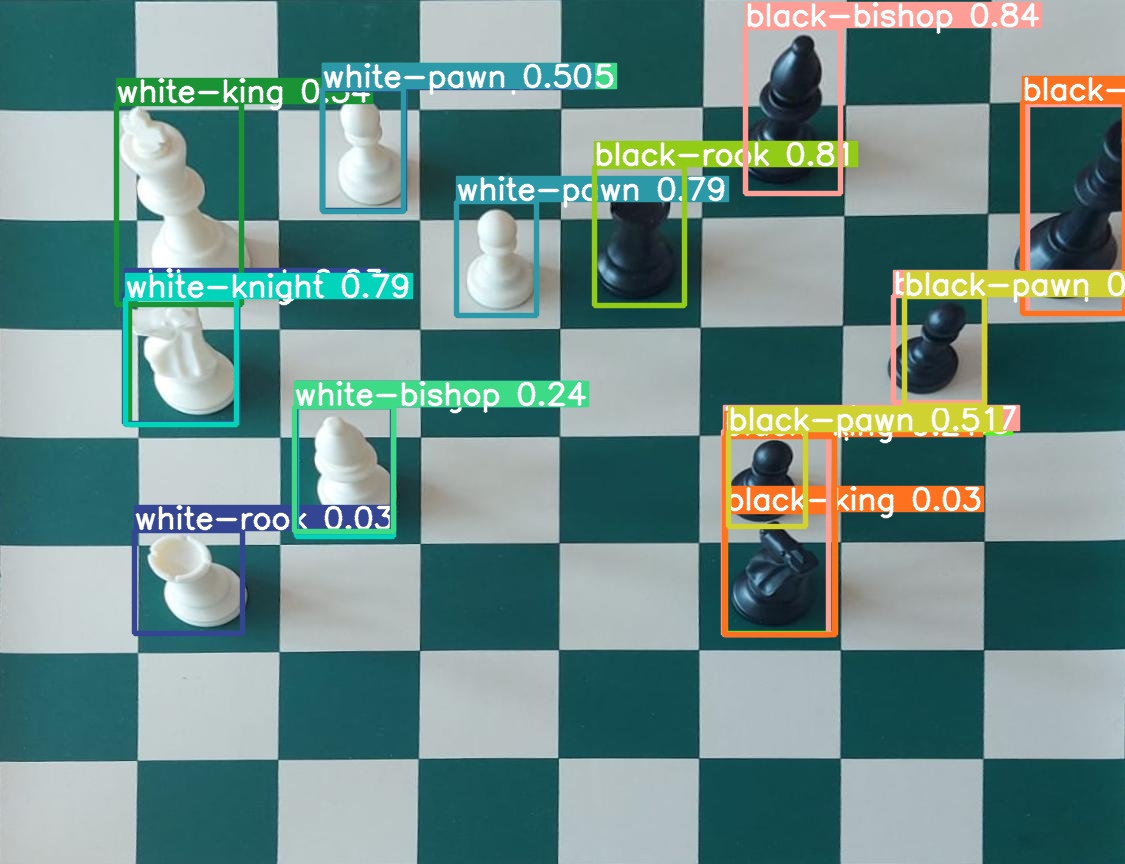 black-bishop 0.84
white-pawn 0.505
white-king
black-
black-rook 0.81
white-pawn 0.79
white-knight 0.79
black-pawn 0
white-bishop 0.24
black-pawn 0.517
black-king 0.03
white-rook 0.03